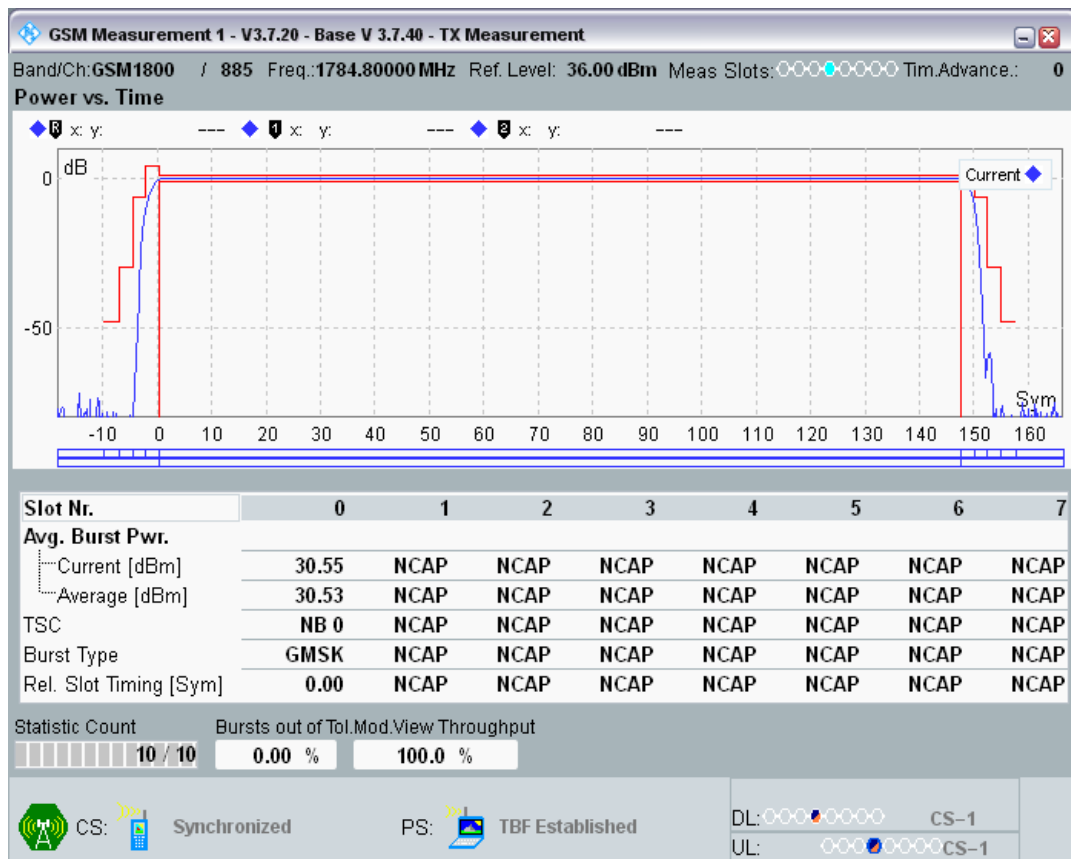 GSM Measurement 1 - V3.7.20 - Base V 3.7.40 - TX Measurement
Band/Ch:GSM1800 / 885 Freq.:1784.80000 MHz Ref. Level: 36.00 dBm Meas Slots: Tim.Advance.: 0
Power vs. Time
R x: y: --- 1 x: y: --- 2 x: y: ---
dB
Current
0
-50
Sym
-10 0 10 20 30 40 50 60 70 80 90 100 110 120 130 140 150 160
Slot Nr. 0 1 2 3 4 5 6 7
Avg. Burst Pwr.
Current [dBm] 30.55 NCAP NCAP NCAP NCAP NCAP NCAP NCAP
Average [dBm] 30.53 NCAP NCAP NCAP NCAP NCAP NCAP NCAP
TSC NB 0 NCAP NCAP NCAP NCAP NCAP NCAP NCAP
Burst Type GMSK NCAP NCAP NCAP NCAP NCAP NCAP NCAP
Rel. Slot Timing [Sym] 0.00 NCAP NCAP NCAP NCAP NCAP NCAP NCAP
Statistic Count Bursts out of Tol.Mod.View Throughput
10 / 10 0.00 % 100.0 %
CS: Synchronized PS: TBF Established DL: CS-1
UL: CS-1